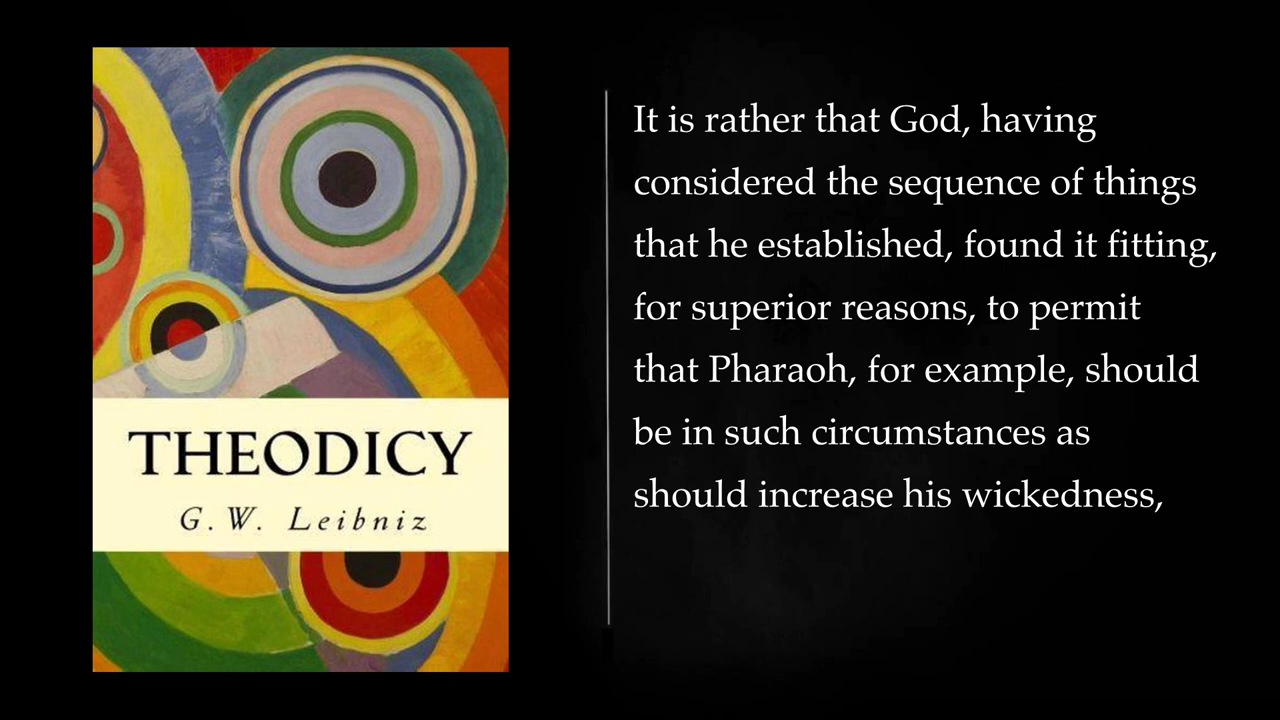 THEODICY
G. W. Leibniz
It is rather that God, having
considered the sequence of things
that he established, found it fitting,
for superior reasons, to permit
that Pharaoh, for example, should
be in such circumstances as
should increase his wickedness,